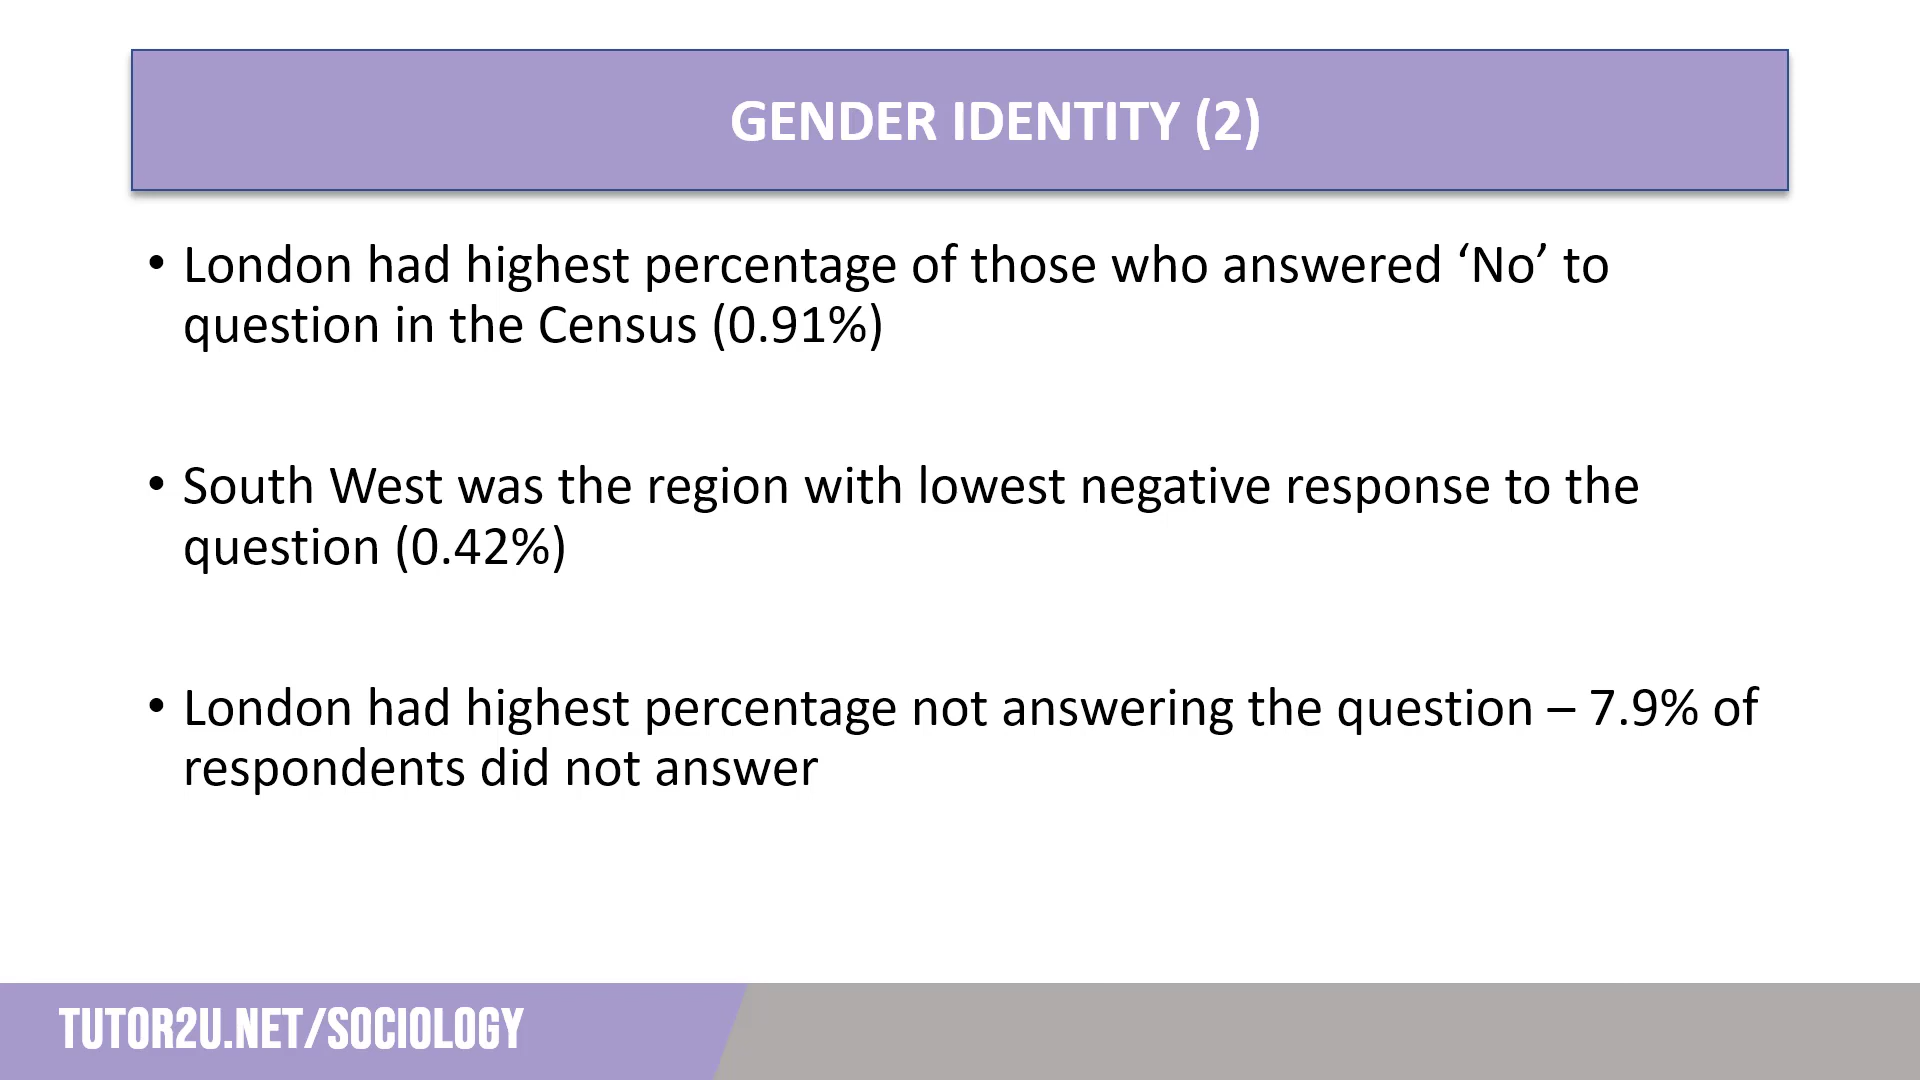 GENDER IDENTITY (2)
• London had highest percentage of those who answered ‘No’ to
question in the Census (0.91%)
• South West was the region with lowest negative response to the
question (0.42%)
• London had highest percentage not answering the question – 7.9% of
respondents did not answer
TUTOR2U.NET/SOCIOLOGY